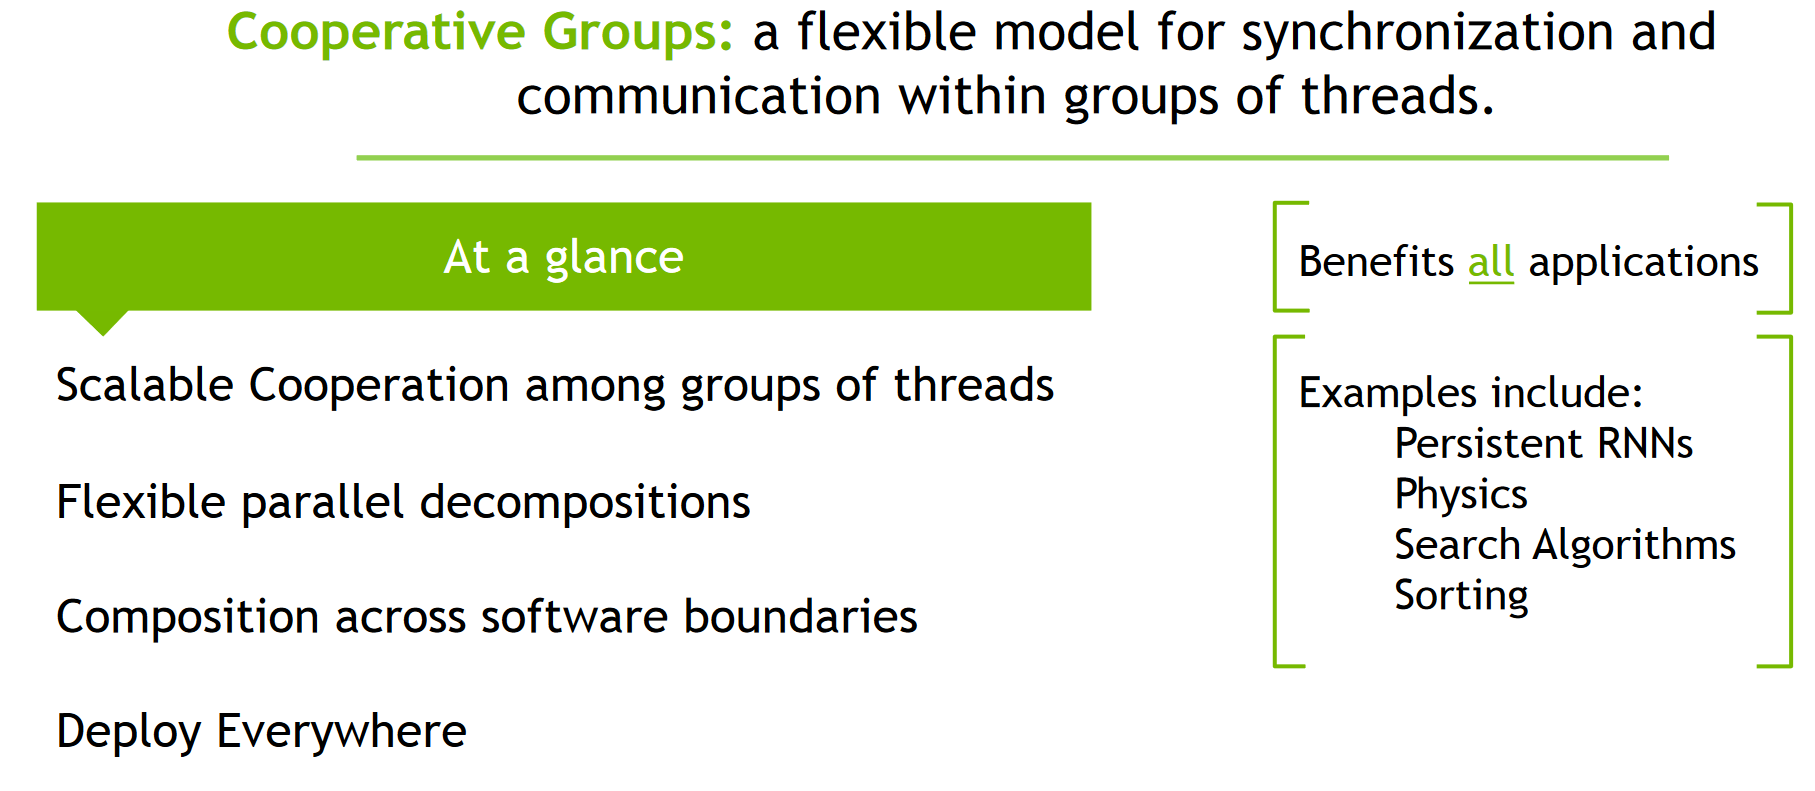 Cooperative Groups: a flexible model for synchronization and
communication within groups of threads.
At a glance
Scalable Cooperation among groups of threads
Flexible parallel decompositions
Composition across software boundaries
Deploy Everywhere
Benefits all applications
Examples include:
Persistent RNNs
Physics
Search Algorithms
Sorting